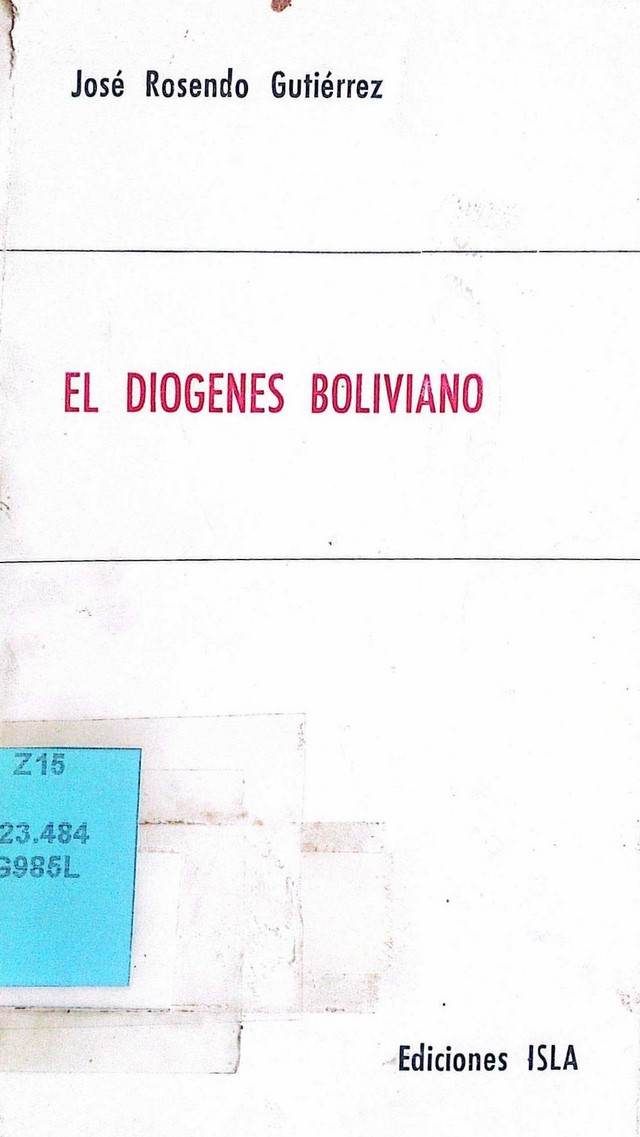 José Rosendo Gutiérrez
EL DIOGENES BOLIVIANO
Z15
23.484
G985L
Ediciones ISLA